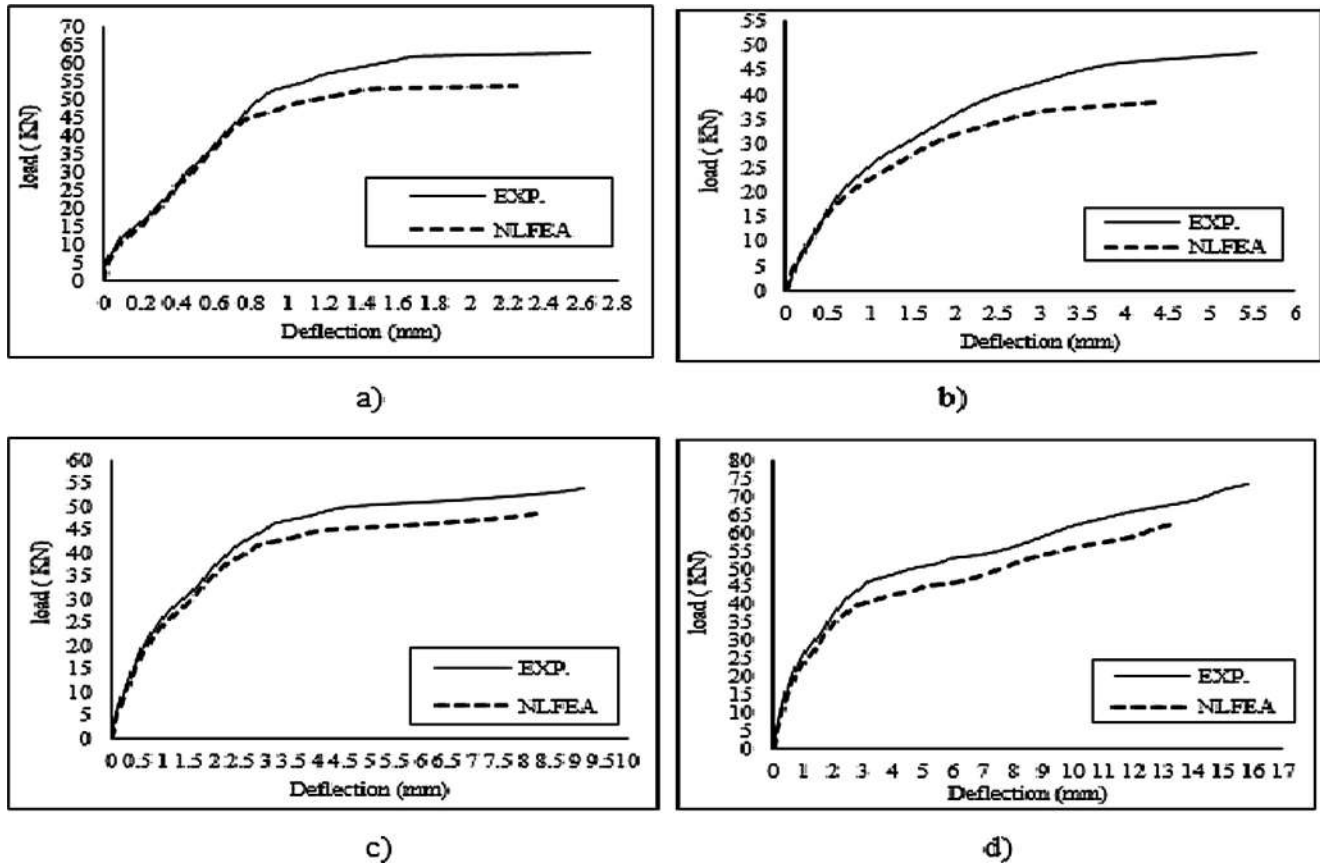 70
65
60
55
50
45
40
35
30
25
20
15
10
5
0
load ( KN)
EXP.
NLFEA
0 0.2 0.4 0.6 0.8 1 1.2 1.4 1.6 1.8 2 2.2 2.4 2.6 2.8
Deflection (mm)
a)
55
50
45
40
35
30
25
20
15
10
5
0
load ( KN)
EXP.
NLFEA
0 0.5 1 1.5 2 2.5 3 3.5 4 4.5 5 5.5 6
Deflection (mm)
b)
60
55
50
45
40
35
30
25
20
15
10
5
0
load ( KN)
EXP.
NLFEA
0 0.5 1 1.5 2 2.5 3 3.5 4 4.5 5 5.5 6 6.5 7 7.5 8 8.5 9 9.5 10
Deflection (mm)
c)
80
75
70
65
60
55
50
45
40
35
30
25
20
15
10
5
0
load ( KN)
EXP.
NLFEA
0 1 2 3 4 5 6 7 8 9 10 11 12 13 14 15 16 17
Deflection (mm)
d)